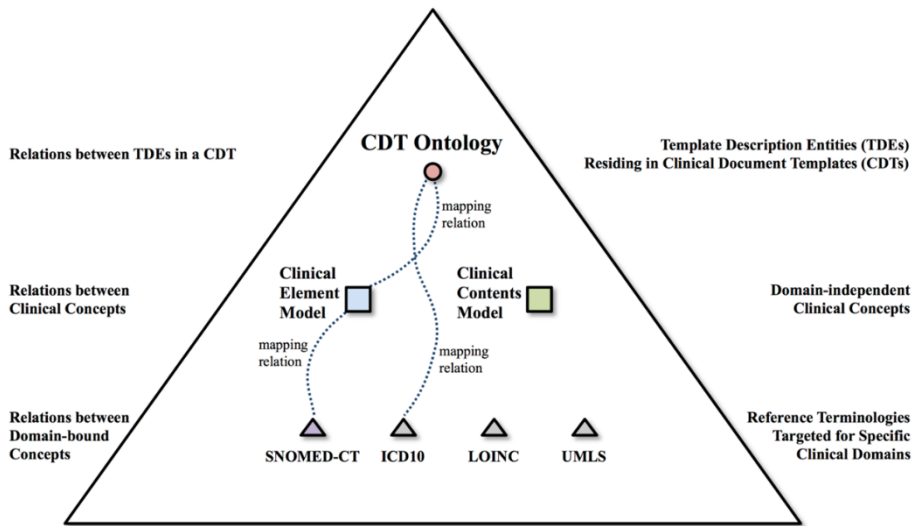 CDT Ontology
Relations between TDEs in a CDT
Template Description Entities (TDEs)
Residing in Clinical Document Templates (CDTs)
mapping
relation
Clinical
Element
Model
Clinical
Contents
Model
Relations between
Clinical Concepts
Domain-independent
Clinical Concepts
mapping
relation
mapping
relation
Relations between
Domain-bound
Concepts
Reference Terminologies
Targeted for Specific
Clinical Domains
SNOMED-CT
ICD10
LOINC
UMLS